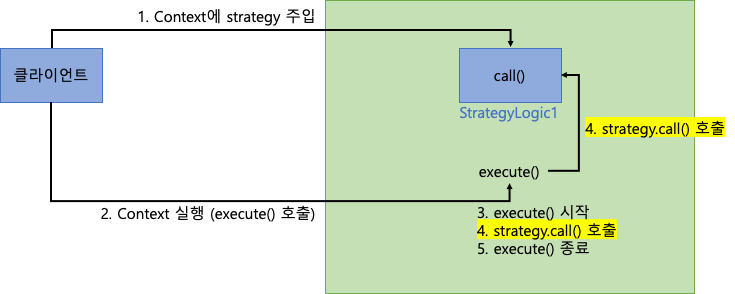 1. Context에 strategy 주입
클라이언트
call()
StrategyLogic1
4. strategy.call() 호출
execute()
2. Context 실행 (execute() 호출)
3. execute() 시작
4. strategy.call() 호출
5. execute() 종료